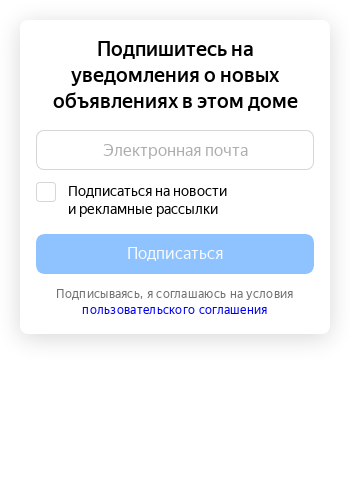 Подпишитесь на
уведомления о новых
объявлениях в этом доме
Электронная почта
Подписаться на новости
и рекламные рассылки
Подписаться
Подписываясь, я соглашаюсь на условия
пользовательского соглашения